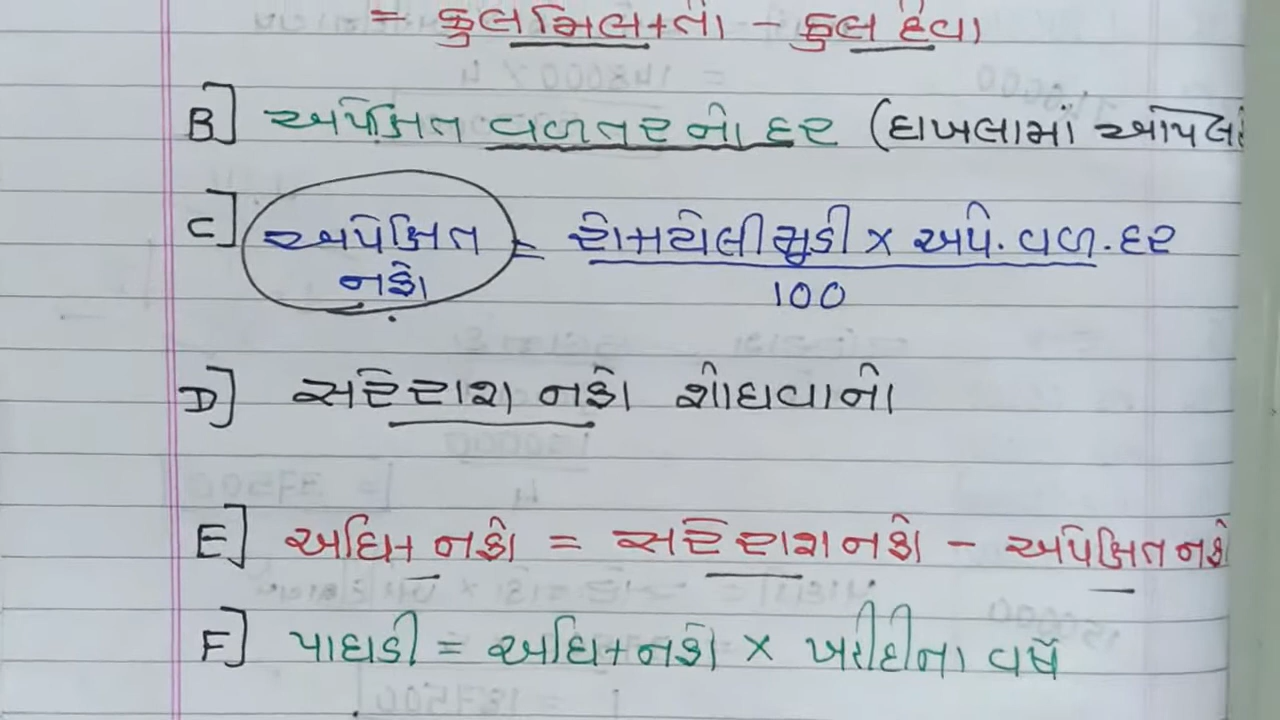 = કુલ મિલકતો - કુલ દેવા
B] અપેક્ષિત વળતરનો દર (દાખલામાં આપેલ
C] અપેક્ષિત નફો = રોકાયેલી મુડી × અપે. વળ. દર
100
D] સરેરાશ નફો શોધવાનો
E] અધિક નફો = સરેરાશ નફો - અપેક્ષિત નફો
F] પાઘડી = અધિક નફો × ખરીદીના વર્ષ